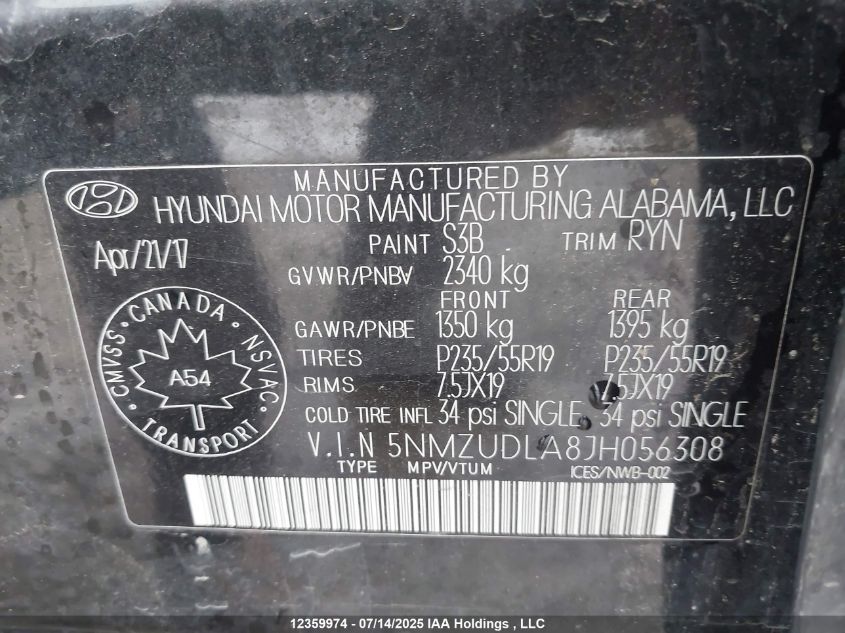 MANUFACTURED BY
HYUNDAI MOTOR MANUFACTURING ALABAMA, LLC
Apr/21/17
PAINT S3B TRIM RYN
GVWR/PNBV 2340 kg
FRONT REAR
GAWR/PNBE 1350 kg 1395 kg
TIRES P235/55R19 P235/55R19
RIMS 7.5JX19 7.5JX19
COLD TIRE INFL 34 psi SINGLE, 34 psi SINGLE
V.I.N 5NMZUDLA8JH056308
TYPE MPV/VTUM ICES/NWB-002
CANADA
CMVSS · NSVAC
A54
TRANSPORT
12359974 - 07/14/2025 IAA Holdings , LLC